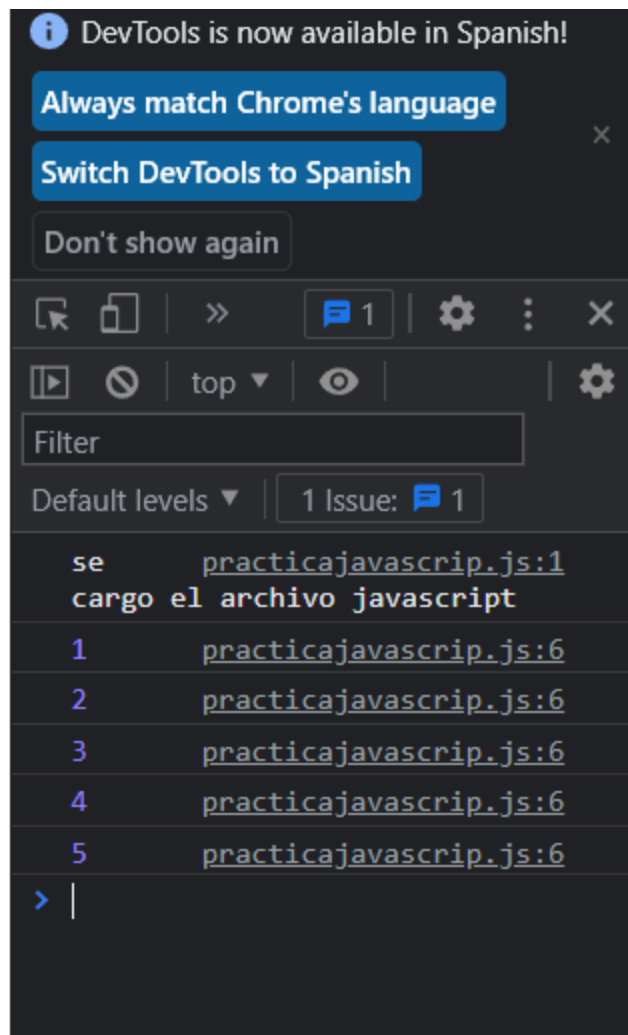 DevTools is now available in Spanish!
Always match Chrome's language
Switch DevTools to Spanish
Don't show again
1
top
Filter
Default levels 1 Issue: 1
se practicajavascrip.js:1
cargo el archivo javascript
1 practicajavascrip.js:6
2 practicajavascrip.js:6
3 practicajavascrip.js:6
4 practicajavascrip.js:6
5 practicajavascrip.js:6